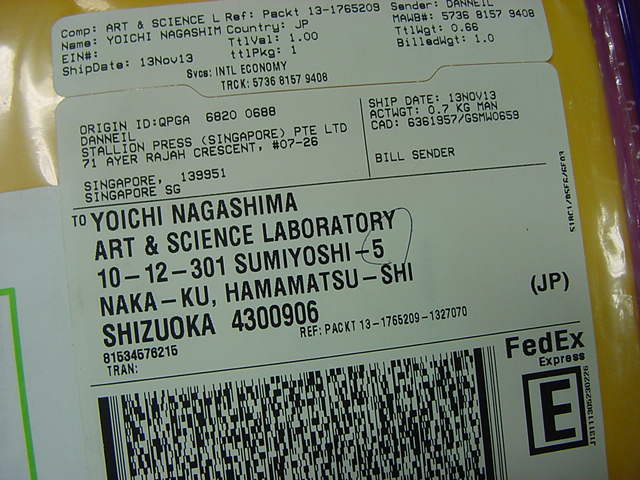 Comp: ART & SCIENCE L Ref: Packt 13-1765209 Sender: DANNEIL
Name: YOICHI NAGASHIM Country: JP MAWB#: 5736 8157 9408
EIN#: TtlVal: 1.00 TtlWgt: 0.66
ShipDate: 13Nov13 ttlPkg: 1 BilledWgt: 1.0
Svcs: INTL ECONOMY
TRCK: 5736 8157 9408
ORIGIN ID:QPGA 6820 0688
DANNEIL
STALLION PRESS (SINGAPORE) PTE LTD
71 AYER RAJAH CRESCENT, #07-26
SINGAPORE, 139951
SINGAPORE SG
SHIP DATE: 13NOV13
ACTWGT: 0.7 KG MAN
CAD: 6361957/GSMW0659
BILL SENDER
TO YOICHI NAGASHIMA
ART & SCIENCE LABORATORY
10-12-301 SUMIYOSHI-5
NAKA-KU, HAMAMATSU-SHI
SHIZUOKA 4300906
(JP)
81534576215
REF: PACKT 13-1765209-1327070
TRAN:
FedEx
Express
E
J13111305230226